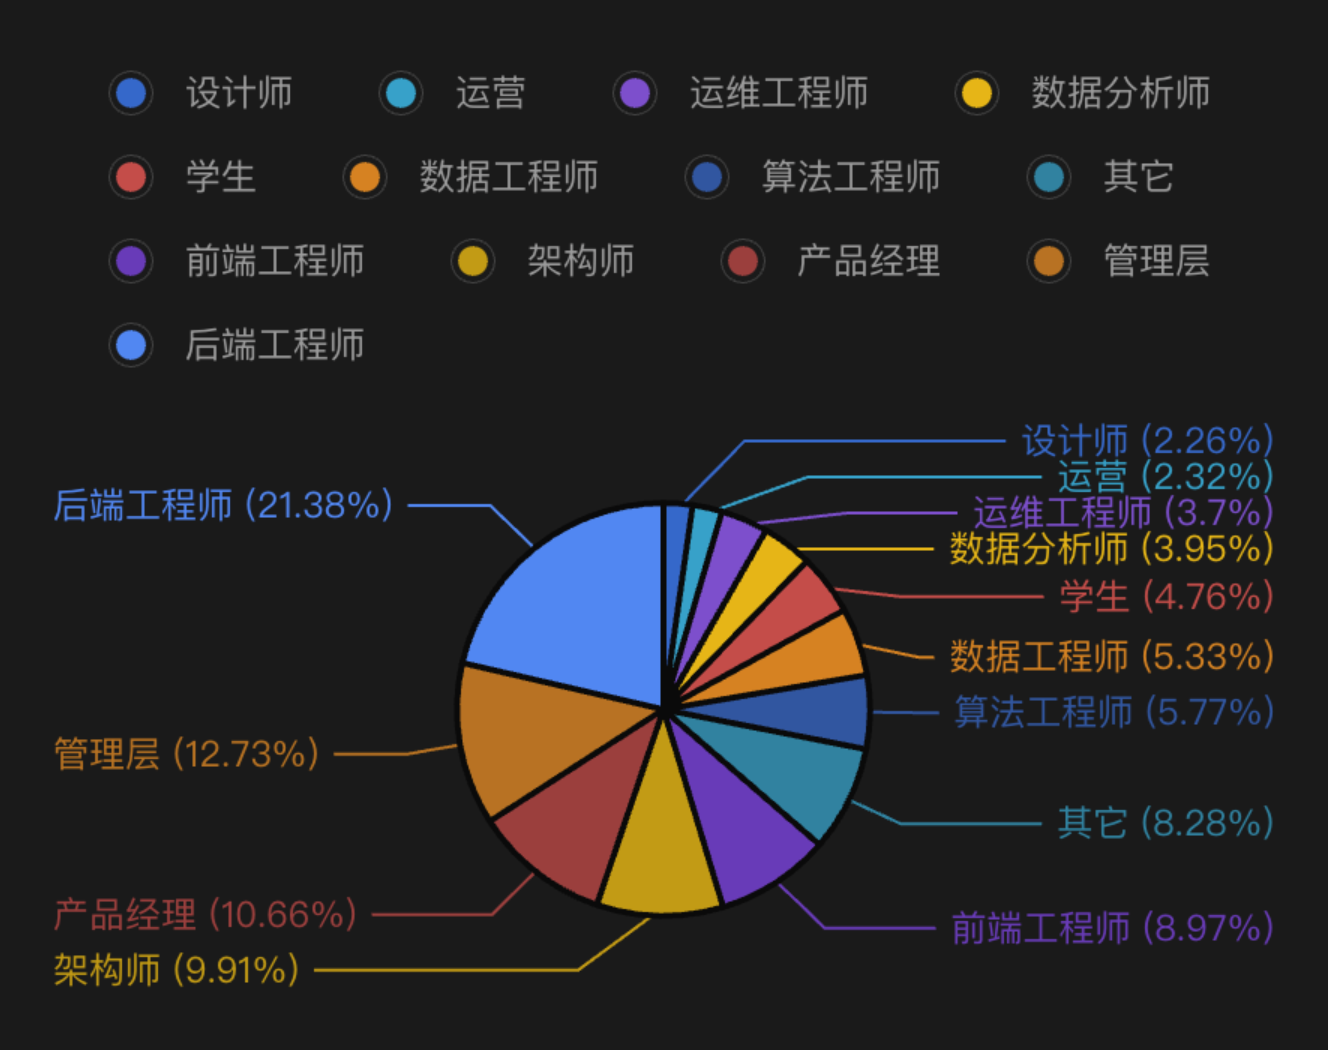 设计师 运营 运维工程师 数据分析师
学生 数据工程师 算法工程师 其它
前端工程师 架构师 产品经理 管理层
后端工程师
设计师 (2.26%)
运营 (2.32%)
后端工程师 (21.38%)
运维工程师 (3.7%)
数据分析师 (3.95%)
学生 (4.76%)
数据工程师 (5.33%)
算法工程师 (5.77%)
管理层 (12.73%)
其它 (8.28%)
产品经理 (10.66%)
前端工程师 (8.97%)
架构师 (9.91%)